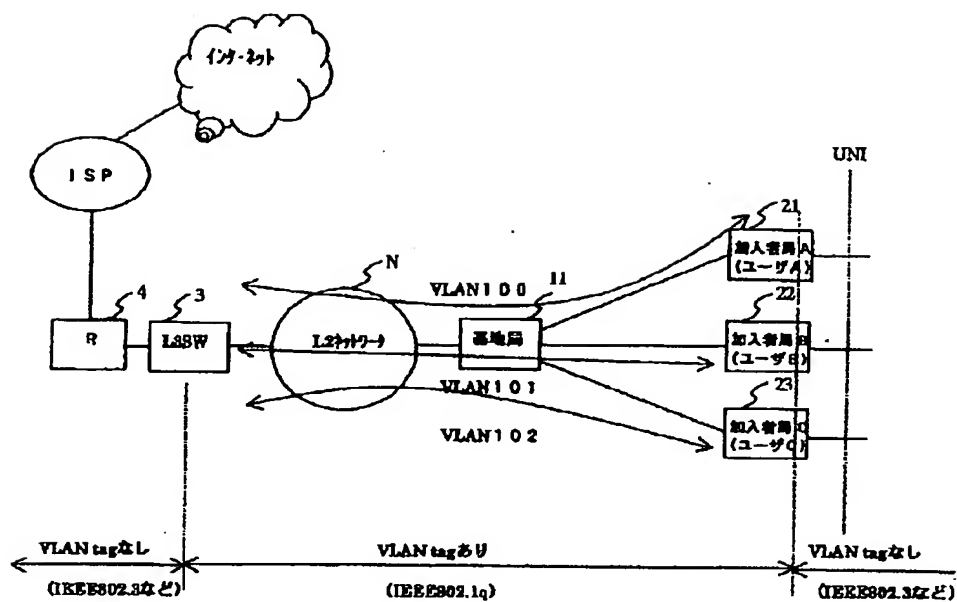 インターネット
ISP
UNI
21
加入者局 A
(ユーザA)
N
11
VLAN100
4
3
22
R
L3SW
L2ネットワーク
基地局
加入者局 B
(ユーザB)
VLAN101
23
加入者局 C
(ユーザC)
VLAN102
VLAN tagなし
VLAN tagあり
VLAN tagなし
(IEEE802.3など)
(IEEE802.1q)
(IEEE802.3など)